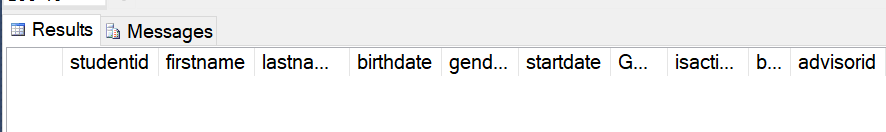 Results Messages
studentid firstname lastna... birthdate gend... startdate G... isacti... b... advisorid